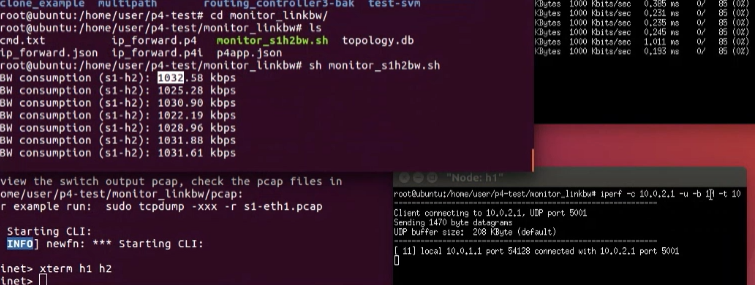 clone_example multipath routing_controller3-bak test-svm
root@ubuntu:/home/user/p4-test# cd monitor_linkbw/
root@ubuntu:/home/user/p4-test/monitor_linkbw# ls
cmd.txt ip_forward.p4 monitor_s1h2bw.sh topology.db
ip_forward.json ip_forward.p4i p4app.json
root@ubuntu:/home/user/p4-test/monitor_linkbw# sh monitor_s1h2bw.sh
BW consumption (s1-h2): 1032.58 kbps
BW consumption (s1-h2): 1025.28 kbps
BW consumption (s1-h2): 1030.90 kbps
BW consumption (s1-h2): 1022.19 kbps
BW consumption (s1-h2): 1028.96 kbps
BW consumption (s1-h2): 1031.88 kbps
BW consumption (s1-h2): 1031.61 kbps
KBytes 1000 Kbits/sec 0.385 ms 0/ 85 (0%)
KBytes 1000 Kbits/sec 0.231 ms 0/ 85 (0%)
KBytes 1000 Kbits/sec 0.235 ms 0/ 85 (0%)
KBytes 1000 Kbits/sec 0.245 ms 0/ 85 (0%)
KBytes 1000 Kbits/sec 1.011 ms 0/ 85 (0%)
KBytes 1000 Kbits/sec 0.193 ms 0/ 85 (0%)
view the switch output pcap, check the pcap files in
ome/user/p4-test/monitor_linkbw/pcap:
r example run: sudo tcpdump -xxx -r s1-eth1.pcap
Starting CLI:
INFO] newfn: *** Starting CLI:
inet> xterm h1 h2
inet>
"Node: h1"
root@ubuntu:/home/user/p4-test/monitor_linkbw# iperf -c 10.0.2.1 -u -b 1M -t 10
Client connecting to 10.0.2.1, UDP port 5001
Sending 1470 byte datagrams
UDP buffer size: 208 KByte (default)
[ 11] local 10.0.1.1 port 54128 connected with 10.0.2.1 port 5001